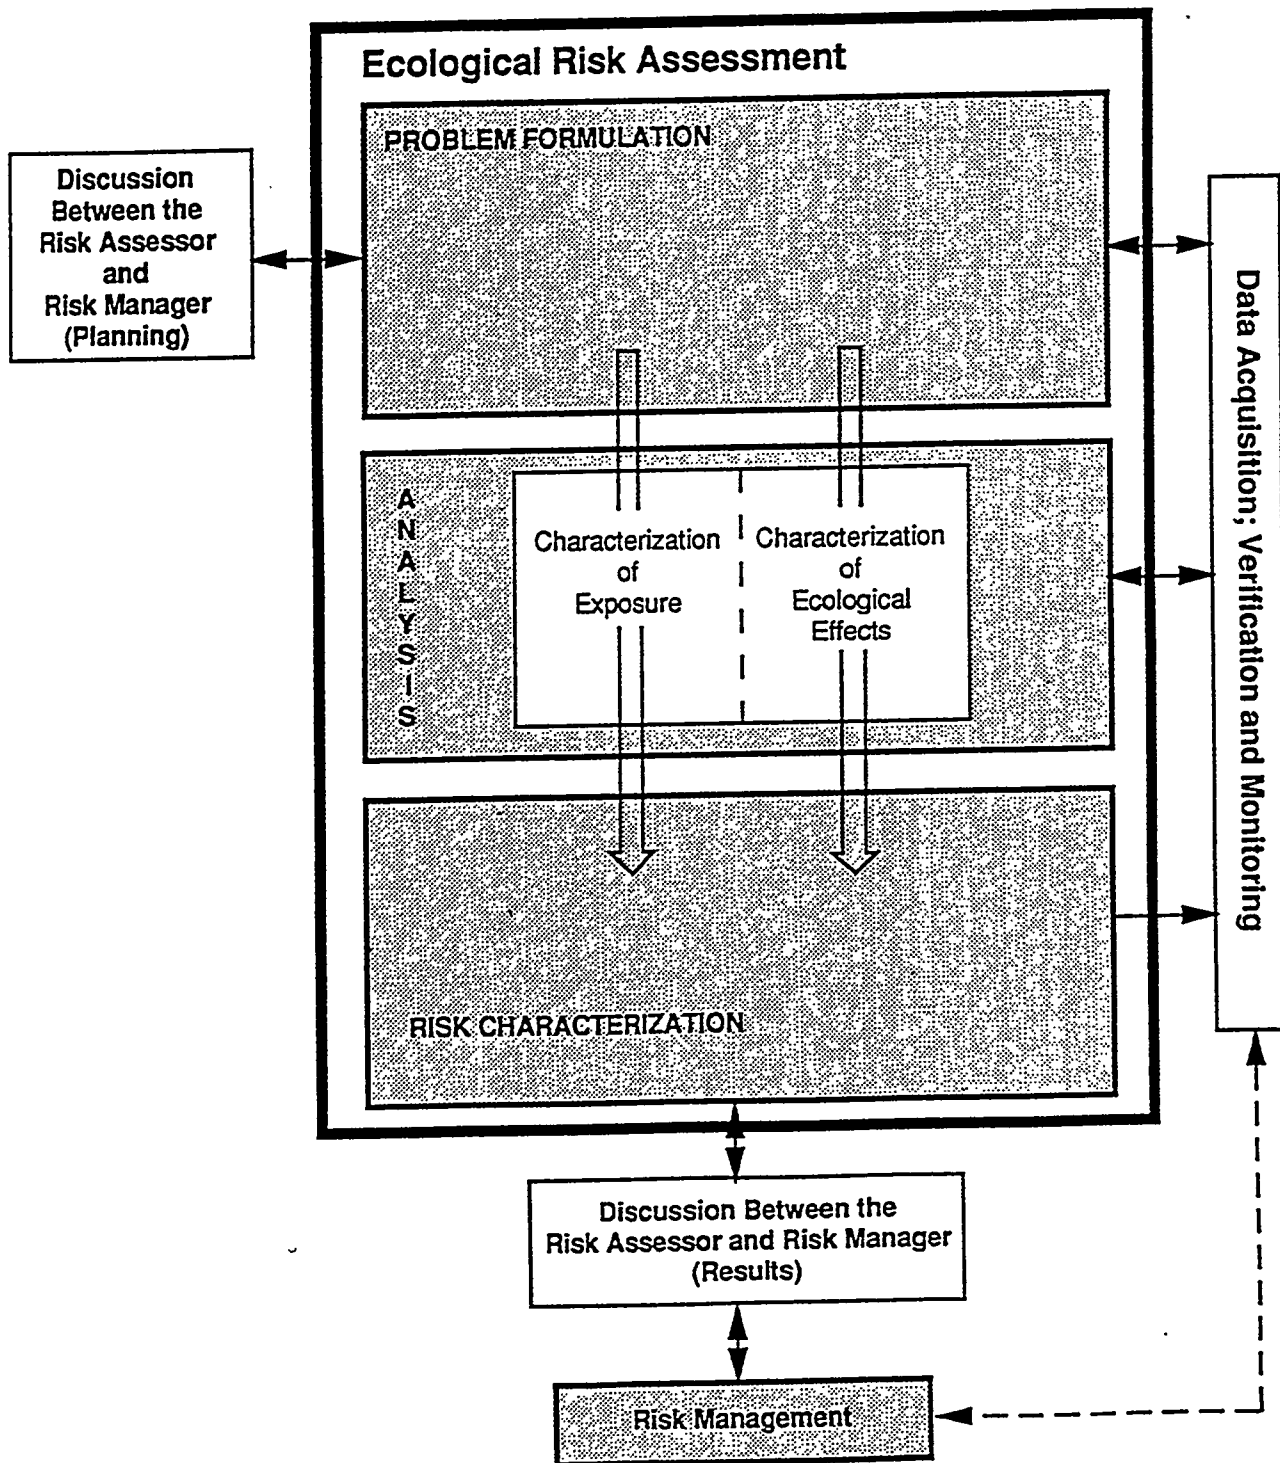 Ecological Risk Assessment
PROBLEM FORMULATION
Discussion
Between the
Risk Assessor
and
Risk Manager
(Planning)
ANALYSIS
Characterization
of
Exposure
Characterization
of
Ecological
Effects
Data Acquisition; Verification and Monitoring
RISK CHARACTERIZATION
Discussion Between the
Risk Assessor and Risk Manager
(Results)
Risk Management